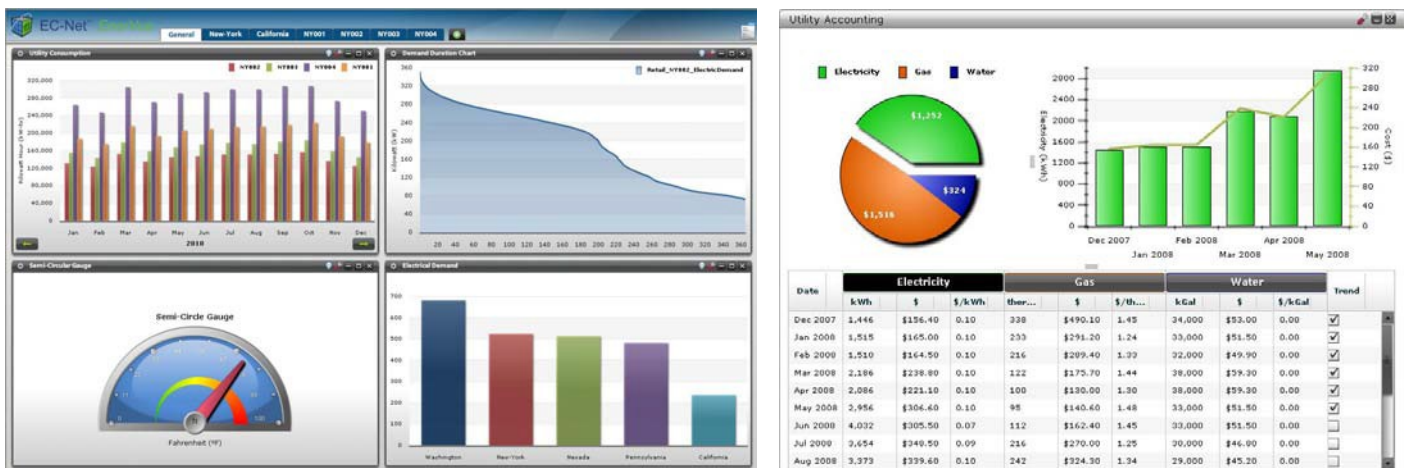 EC-Net™ EnerVue
General New-York California NY001 NY002 NY003 NY004
Utility Consumption
NY002 NY003 NY004 NY001
320,000
280,000
240,000
200,000
160,000
120,000
80,000
40,000
0
Kilowatt Hour (kW-hr)
Jan Feb Mar Apr May Jun Jul Aug Sep Oct Nov Dec
2010
Demand Duration Chart
Retail_NY002_ElectricDemand
360
320
280
240
200
160
120
80
40
0
Kilowatt (kW)
20 40 60 80 100 120 140 160 180 200 220 240 260 280 300 320 340 360
Semi-Circular Gauge
Semi-Circle Gauge
0
100
Fahrenheit (ºF)
Electrical Demand
700
600
500
400
300
200
100
0
Washington New-York Nevada Pennsylvania California
Utility Accounting
Electricity Gas Water
$1,252
$324
$1,516
Electricity (kWh)
2800
2400
2000
1600
1200
800
400
0
Cost ($)
320
280
240
200
160
120
80
40
0
Dec 2007 Feb 2008 Apr 2008
Jan 2008 Mar 2008 May 2008
Date Electricity Gas Water Trend
kWh $ $/kWh ther... $ $/th... kGal $ $/kGal
Dec 2007 1,446 $156.40 0.10 338 $490.10 1.45 34,000 $53.00 0.00
Jan 2008 1,515 $165.00 0.10 233 $291.20 1.24 33,000 $51.50 0.00
Feb 2008 1,510 $164.50 0.10 216 $289.40 1.33 32,000 $49.90 0.00
Mar 2008 2,186 $238.80 0.10 122 $175.70 1.44 38,000 $59.30 0.00
Apr 2008 2,086 $221.10 0.10 100 $130.00 1.30 38,000 $59.30 0.00
May 2008 2,956 $306.60 0.10 95 $140.60 1.48 33,000 $51.50 0.00
Jun 2008 4,032 $305.50 0.07 112 $162.40 1.45 33,000 $51.50 0.00
Jul 2008 3,654 $340.50 0.09 216 $270.00 1.25 30,000 $46.80 0.00
Aug 2008 3,373 $339.60 0.10 242 $324.30 1.34 29,000 $45.20 0.00